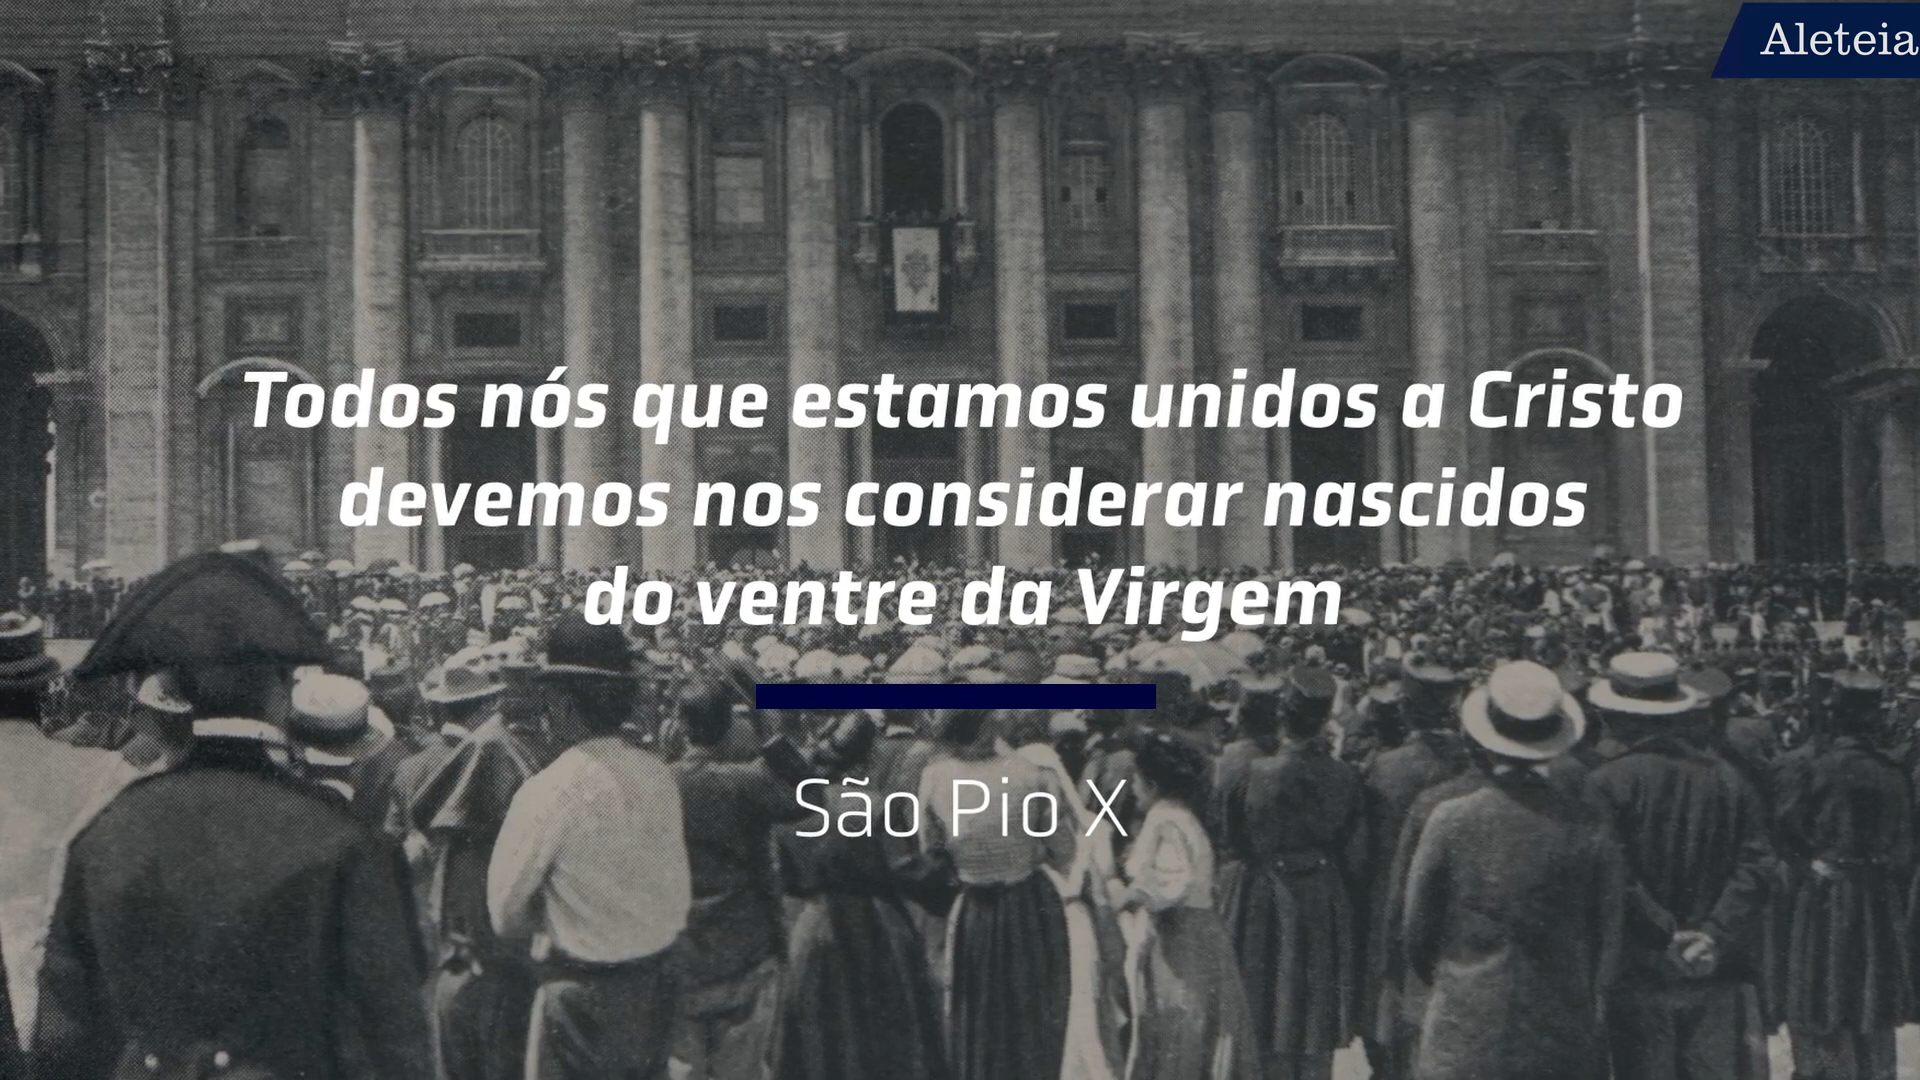 Aleteia
Todos nós que estamos unidos a Cristo
devemos nos considerar nascidos
do ventre da Virgem
São Pio X